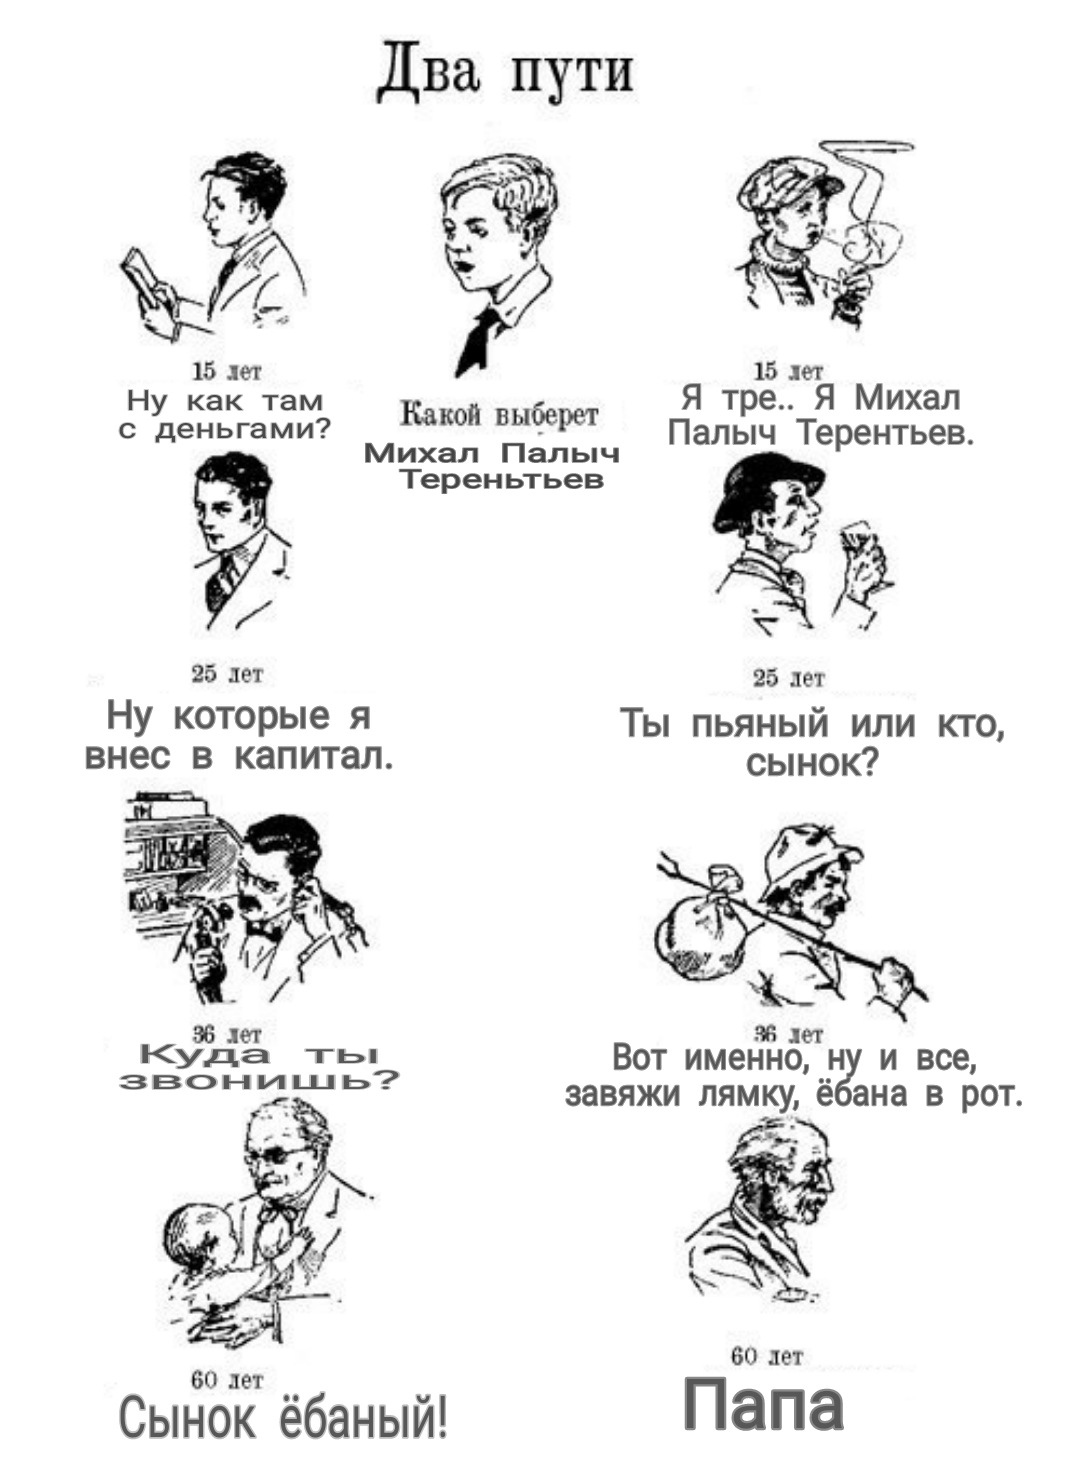 Два пути
15 лет
Ну как там
с деньгами?
Какой выберет
Михал Палыч
Тереньтьев
15 лет
Я тре.. Я Михал
Палыч Терентьев.
25 лет
Ну которые я
внес в капитал.
25 лет
Ты пьяный или кто,
сынок?
36 лет
Куда ты
звонишь?
36 лет
Вот именно, ну и все,
завяжи лямку, ёбана в рот.
60 лет
Сынок ёбаный!
60 лет
Папа